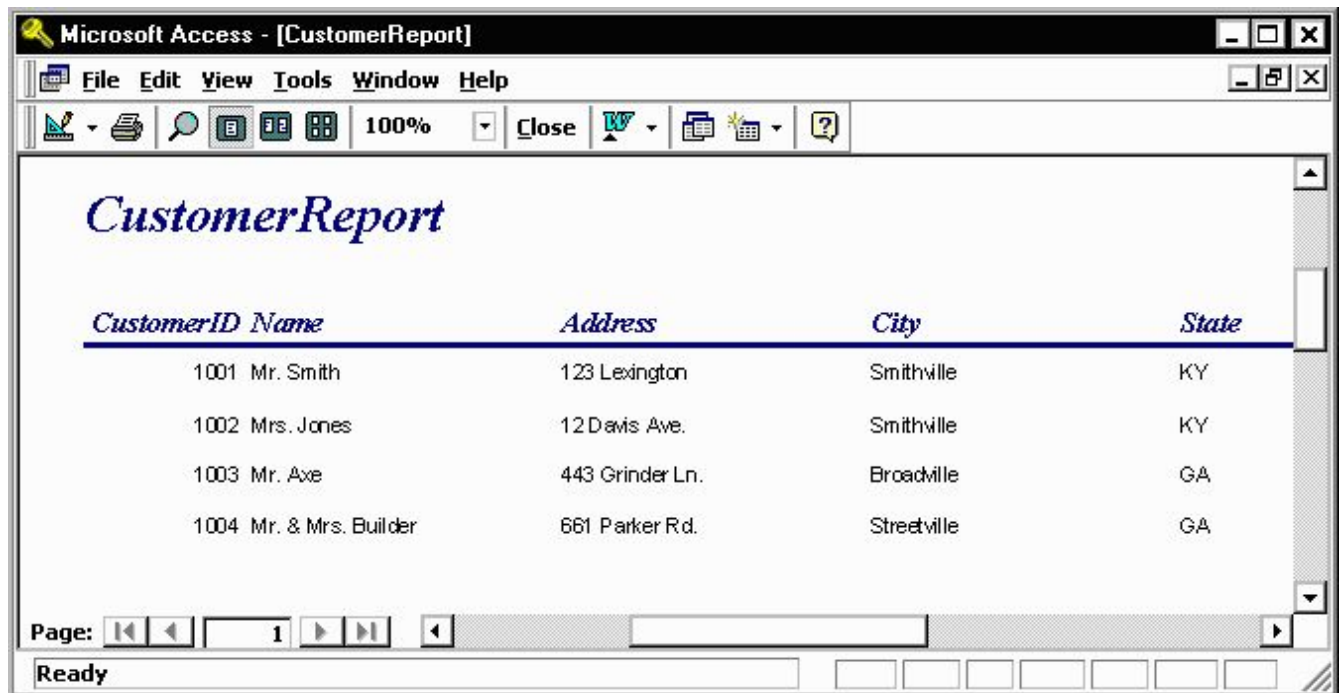 Microsoft Access - [CustomerReport]
File Edit View Tools Window Help
100% Close W
CustomerReport
CustomerID Name Address City State
1001 Mr. Smith 123 Lexington Smithville KY
1002 Mrs. Jones 12 Davis Ave. Smithville KY
1003 Mr. Axe 443 Grinder Ln. Broadville GA
1004 Mr. & Mrs. Builder 661 Parker Rd. Streetville GA
Page: 1
Ready